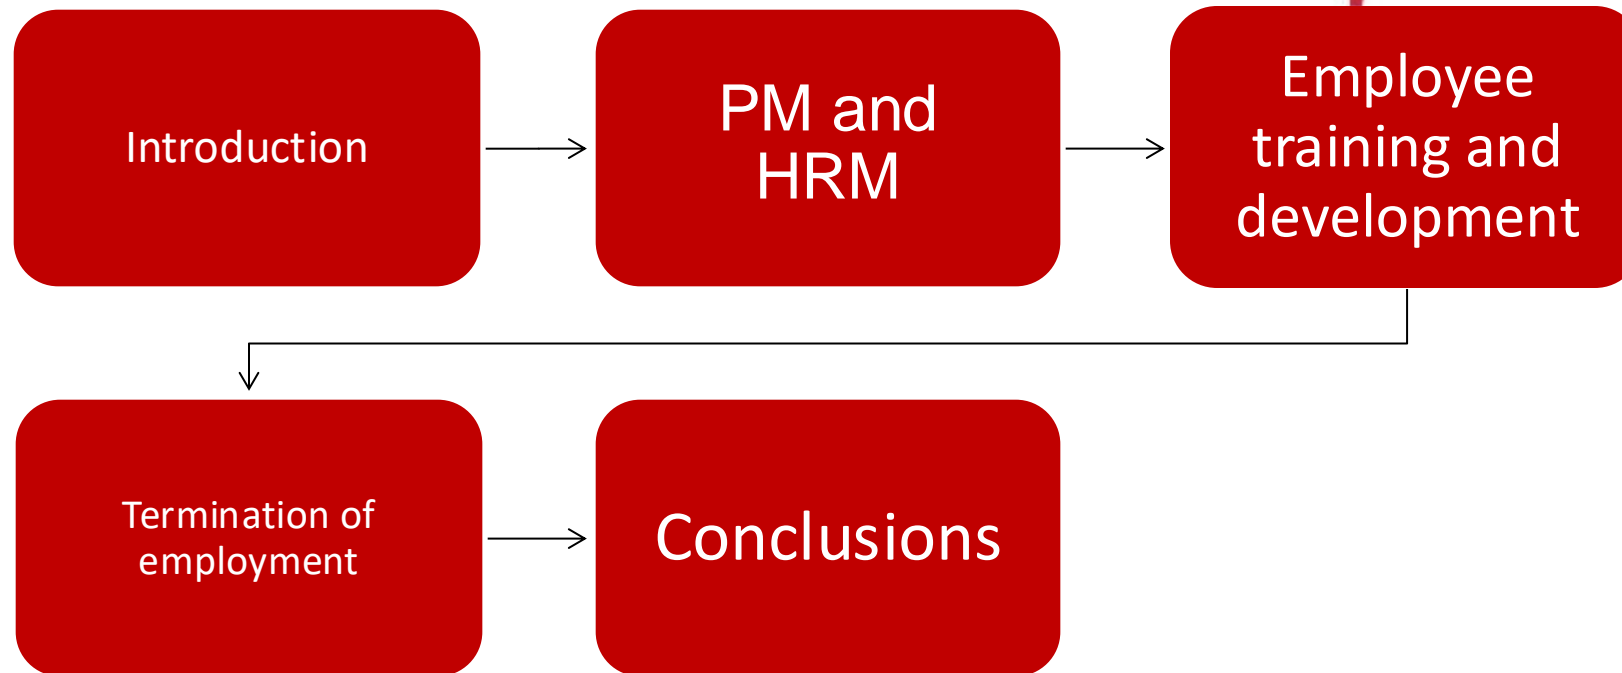 Introduction
PM and
HRM
Employee
training and
development
Termination of
employment
Conclusions